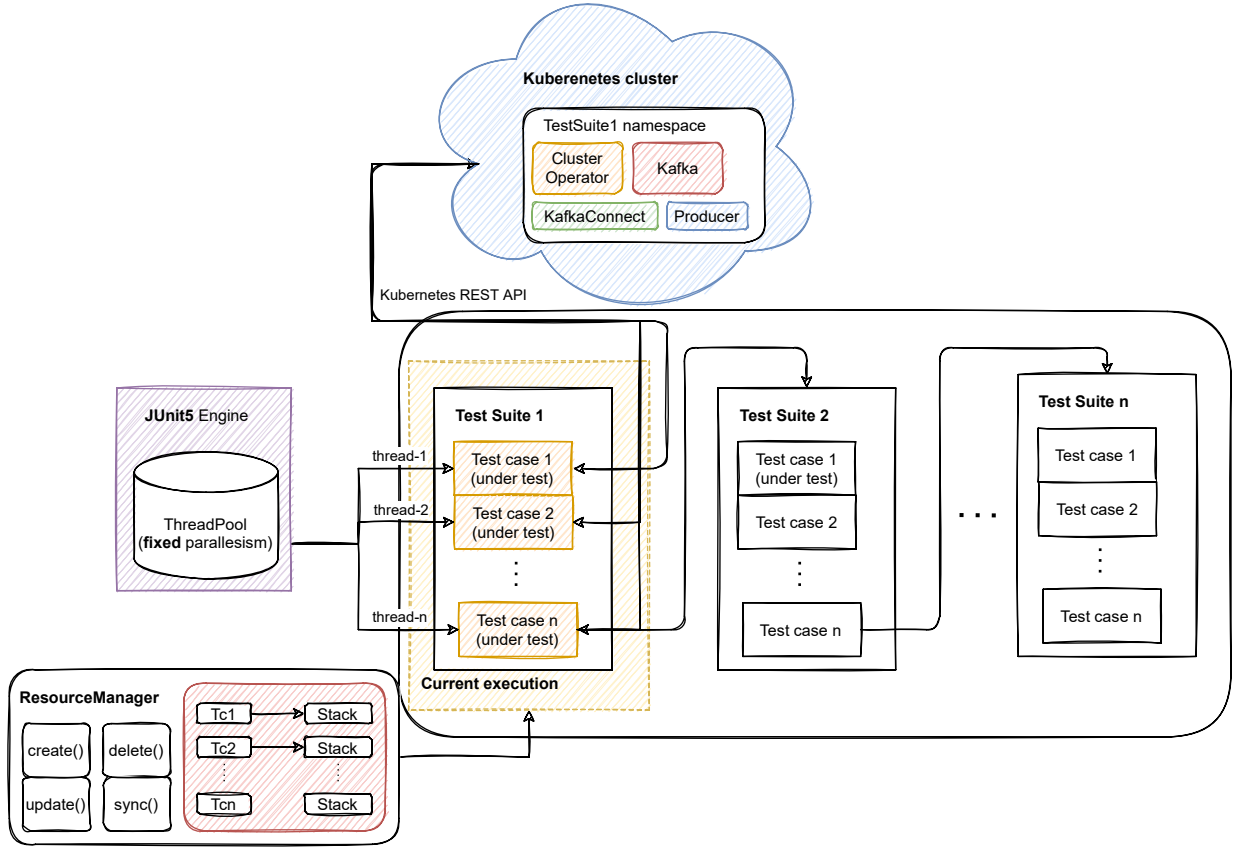 Kuberenetes cluster
TestSuite1 namespace
Cluster
Operator
Kafka
KafkaConnect
Producer
Kubernetes REST API
JUnit5 Engine
ThreadPool
(fixed parallesism)
thread-1
thread-2
thread-n
Test Suite 1
Test case 1
(under test)
Test case 2
(under test)
⋮
Test case n
(under test)
Current execution
Test Suite 2
Test case 1
(under test)
Test case 2
⋮
Test case n
. . .
Test Suite n
Test case 1
Test case 2
⋮
Test case n
ResourceManager
create()
delete()
update()
sync()
Tc1
Stack
Tc2
Stack
Tcn
Stack